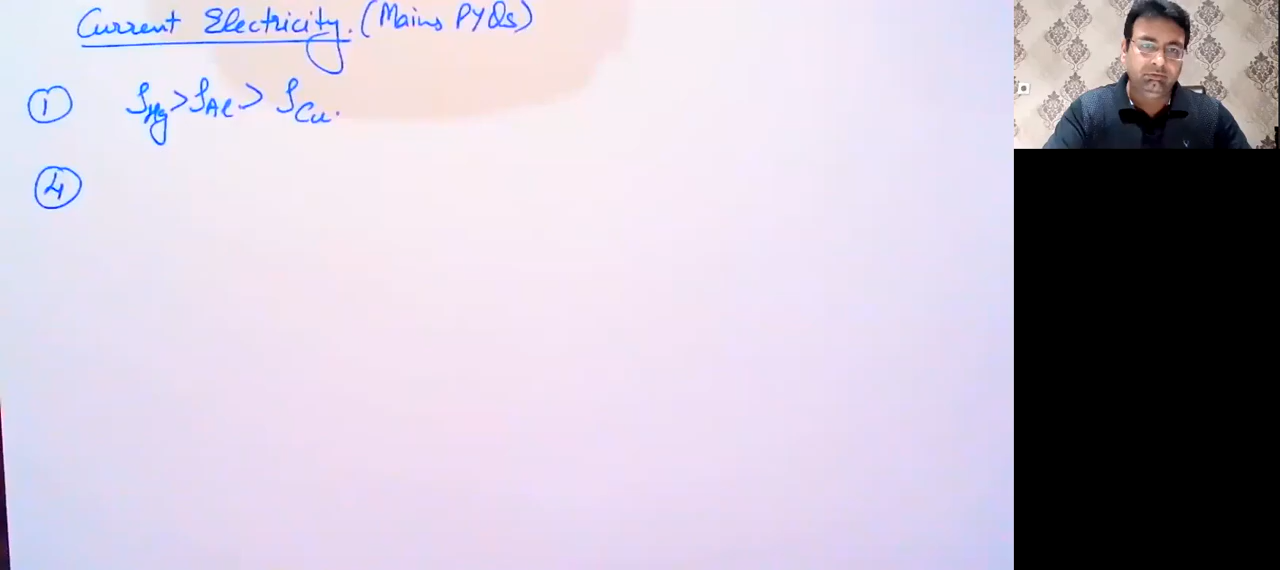 Current Electricity. (Mains PYQs)
① ρHg > ρAl > ρCu.
④